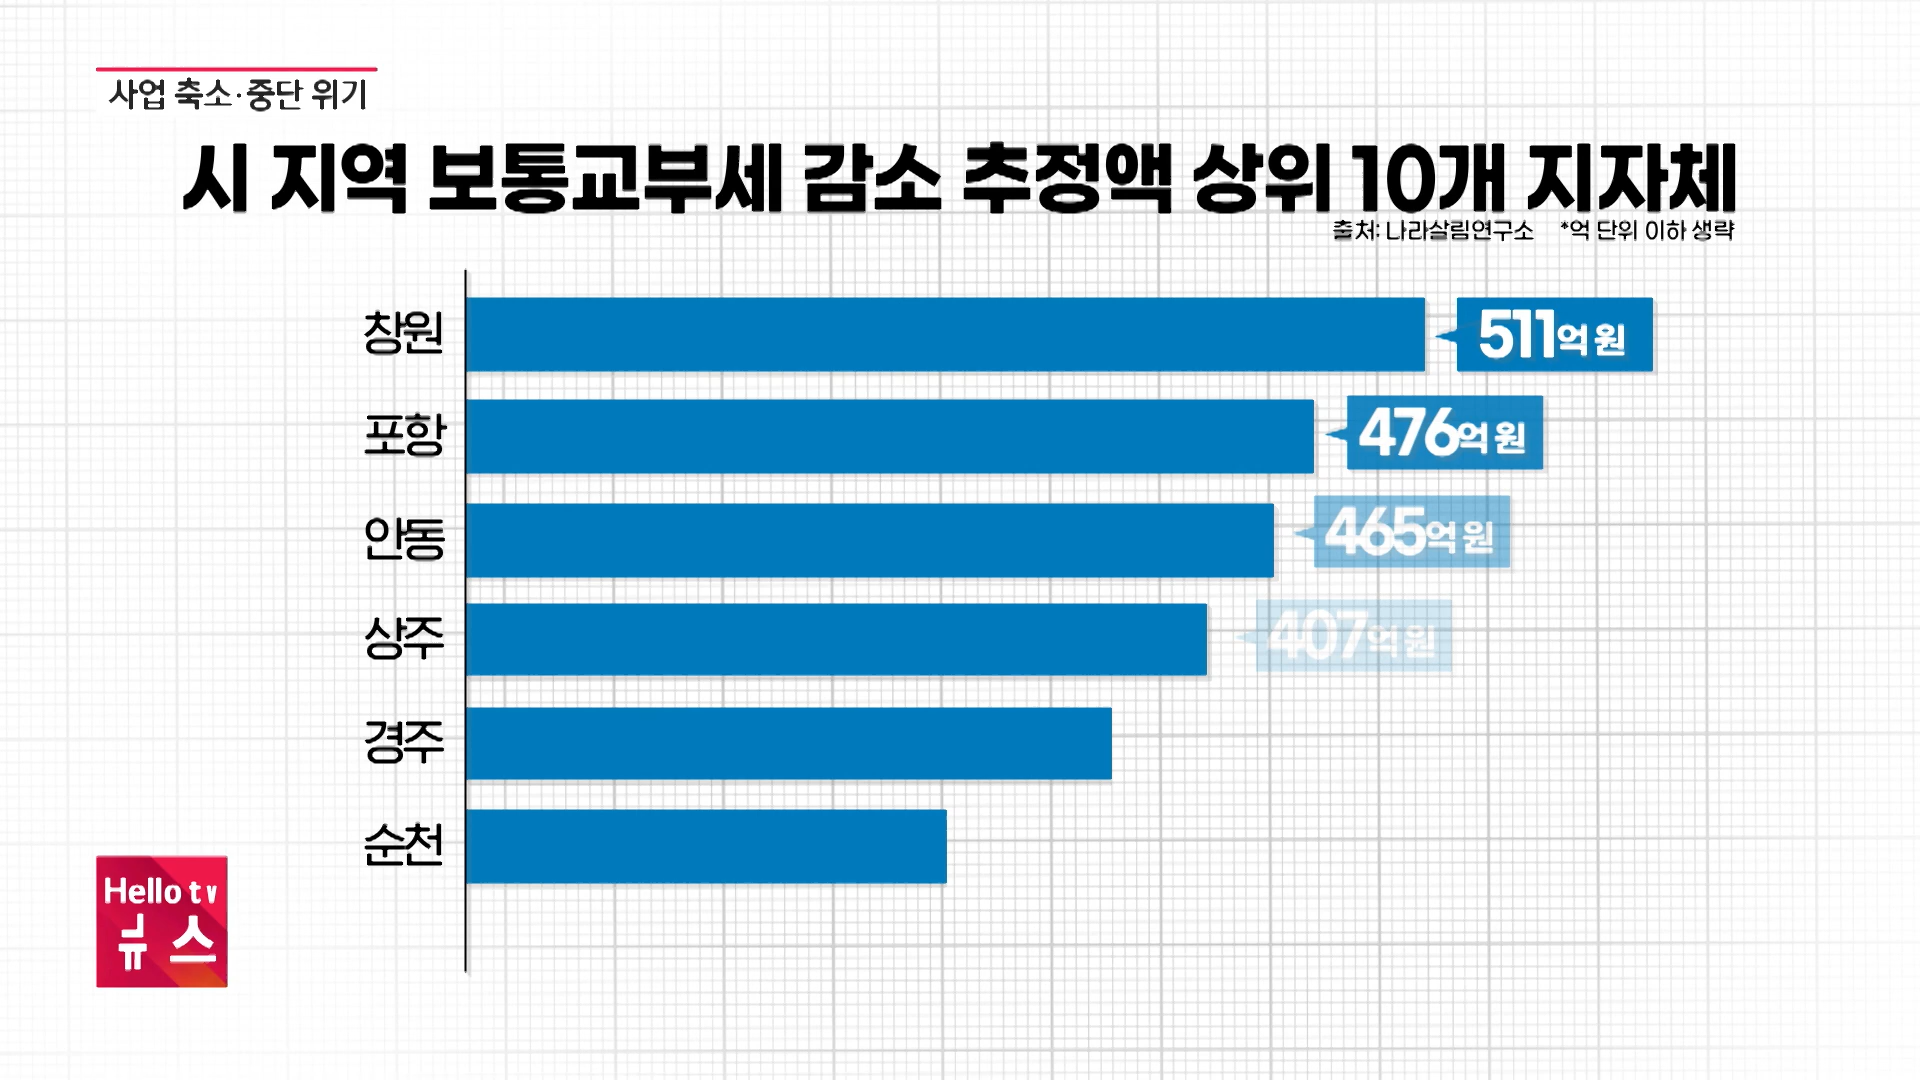 사업 축소·중단 위기
시 지역 보통교부세 감소 추정액 상위 10개 지자체
출처: 나라살림연구소 *억 단위 이하 생략
창원 511억 원
포항 476억 원
안동 465억 원
상주 407억 원
경주
순천
Hello tv
뉴스